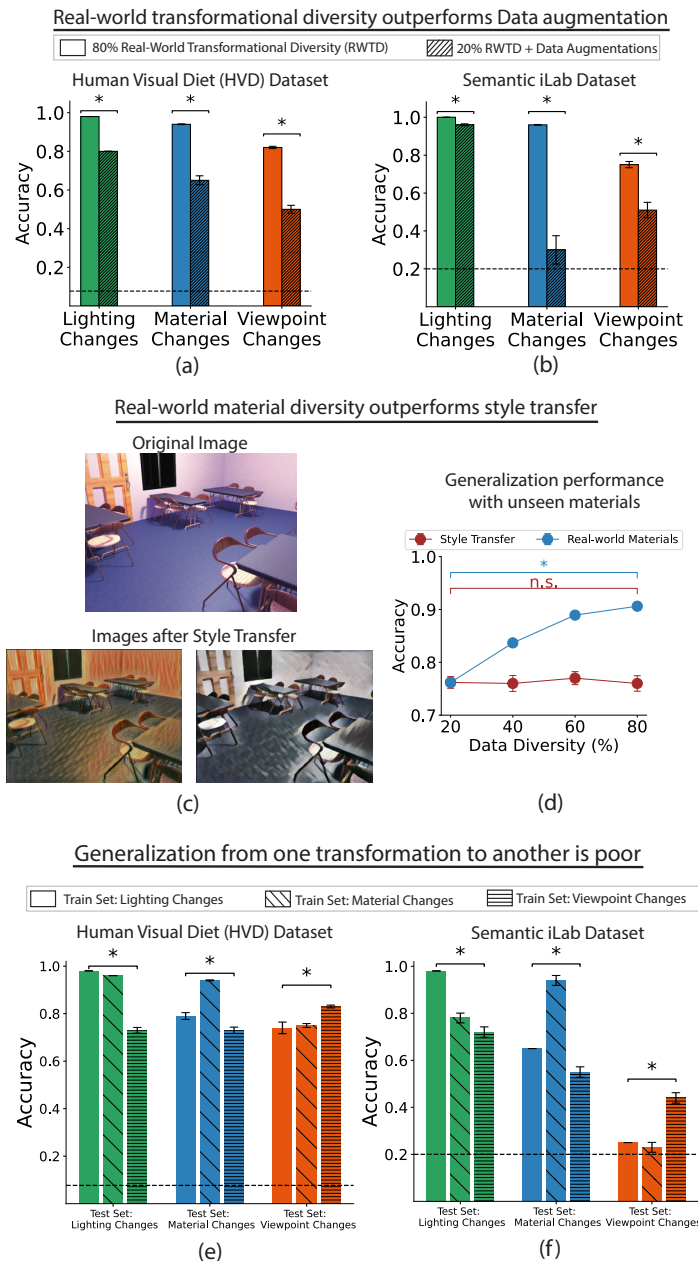 Real-world transformational diversity outperforms Data augmentation
80% Real-World Transformational Diversity (RWTD)
20% RWTD + Data Augmentations
Human Visual Diet (HVD) Dataset
Semantic iLab Dataset
*
*
*
*
*
*
1.0
0.8
0.6
0.4
0.2
Accuracy
Lighting Changes
Material Changes
Viewpoint Changes
(a)
1.0
0.8
0.6
0.4
0.2
Accuracy
Lighting Changes
Material Changes
Viewpoint Changes
(b)
Real-world material diversity outperforms style transfer
Original Image
Images after Style Transfer
(c)
Generalization performance
with unseen materials
Style Transfer
Real-world Materials
1.0
0.9
0.8
0.7
Accuracy
*
n.s.
20
40
60
80
Data Diversity (%)
(d)
Generalization from one transformation to another is poor
Train Set: Lighting Changes
Train Set: Material Changes
Train Set: Viewpoint Changes
Human Visual Diet (HVD) Dataset
Semantic iLab Dataset
*
*
*
*
*
*
1.0
0.8
0.6
0.4
0.2
Accuracy
Test Set:
Lighting Changes
Test Set:
Material Changes
Test Set:
Viewpoint Changes
(e)
1.0
0.8
0.6
0.4
0.2
Accuracy
Test Set:
Lighting Changes
Test Set:
Material Changes
Test Set:
Viewpoint Changes
(f)